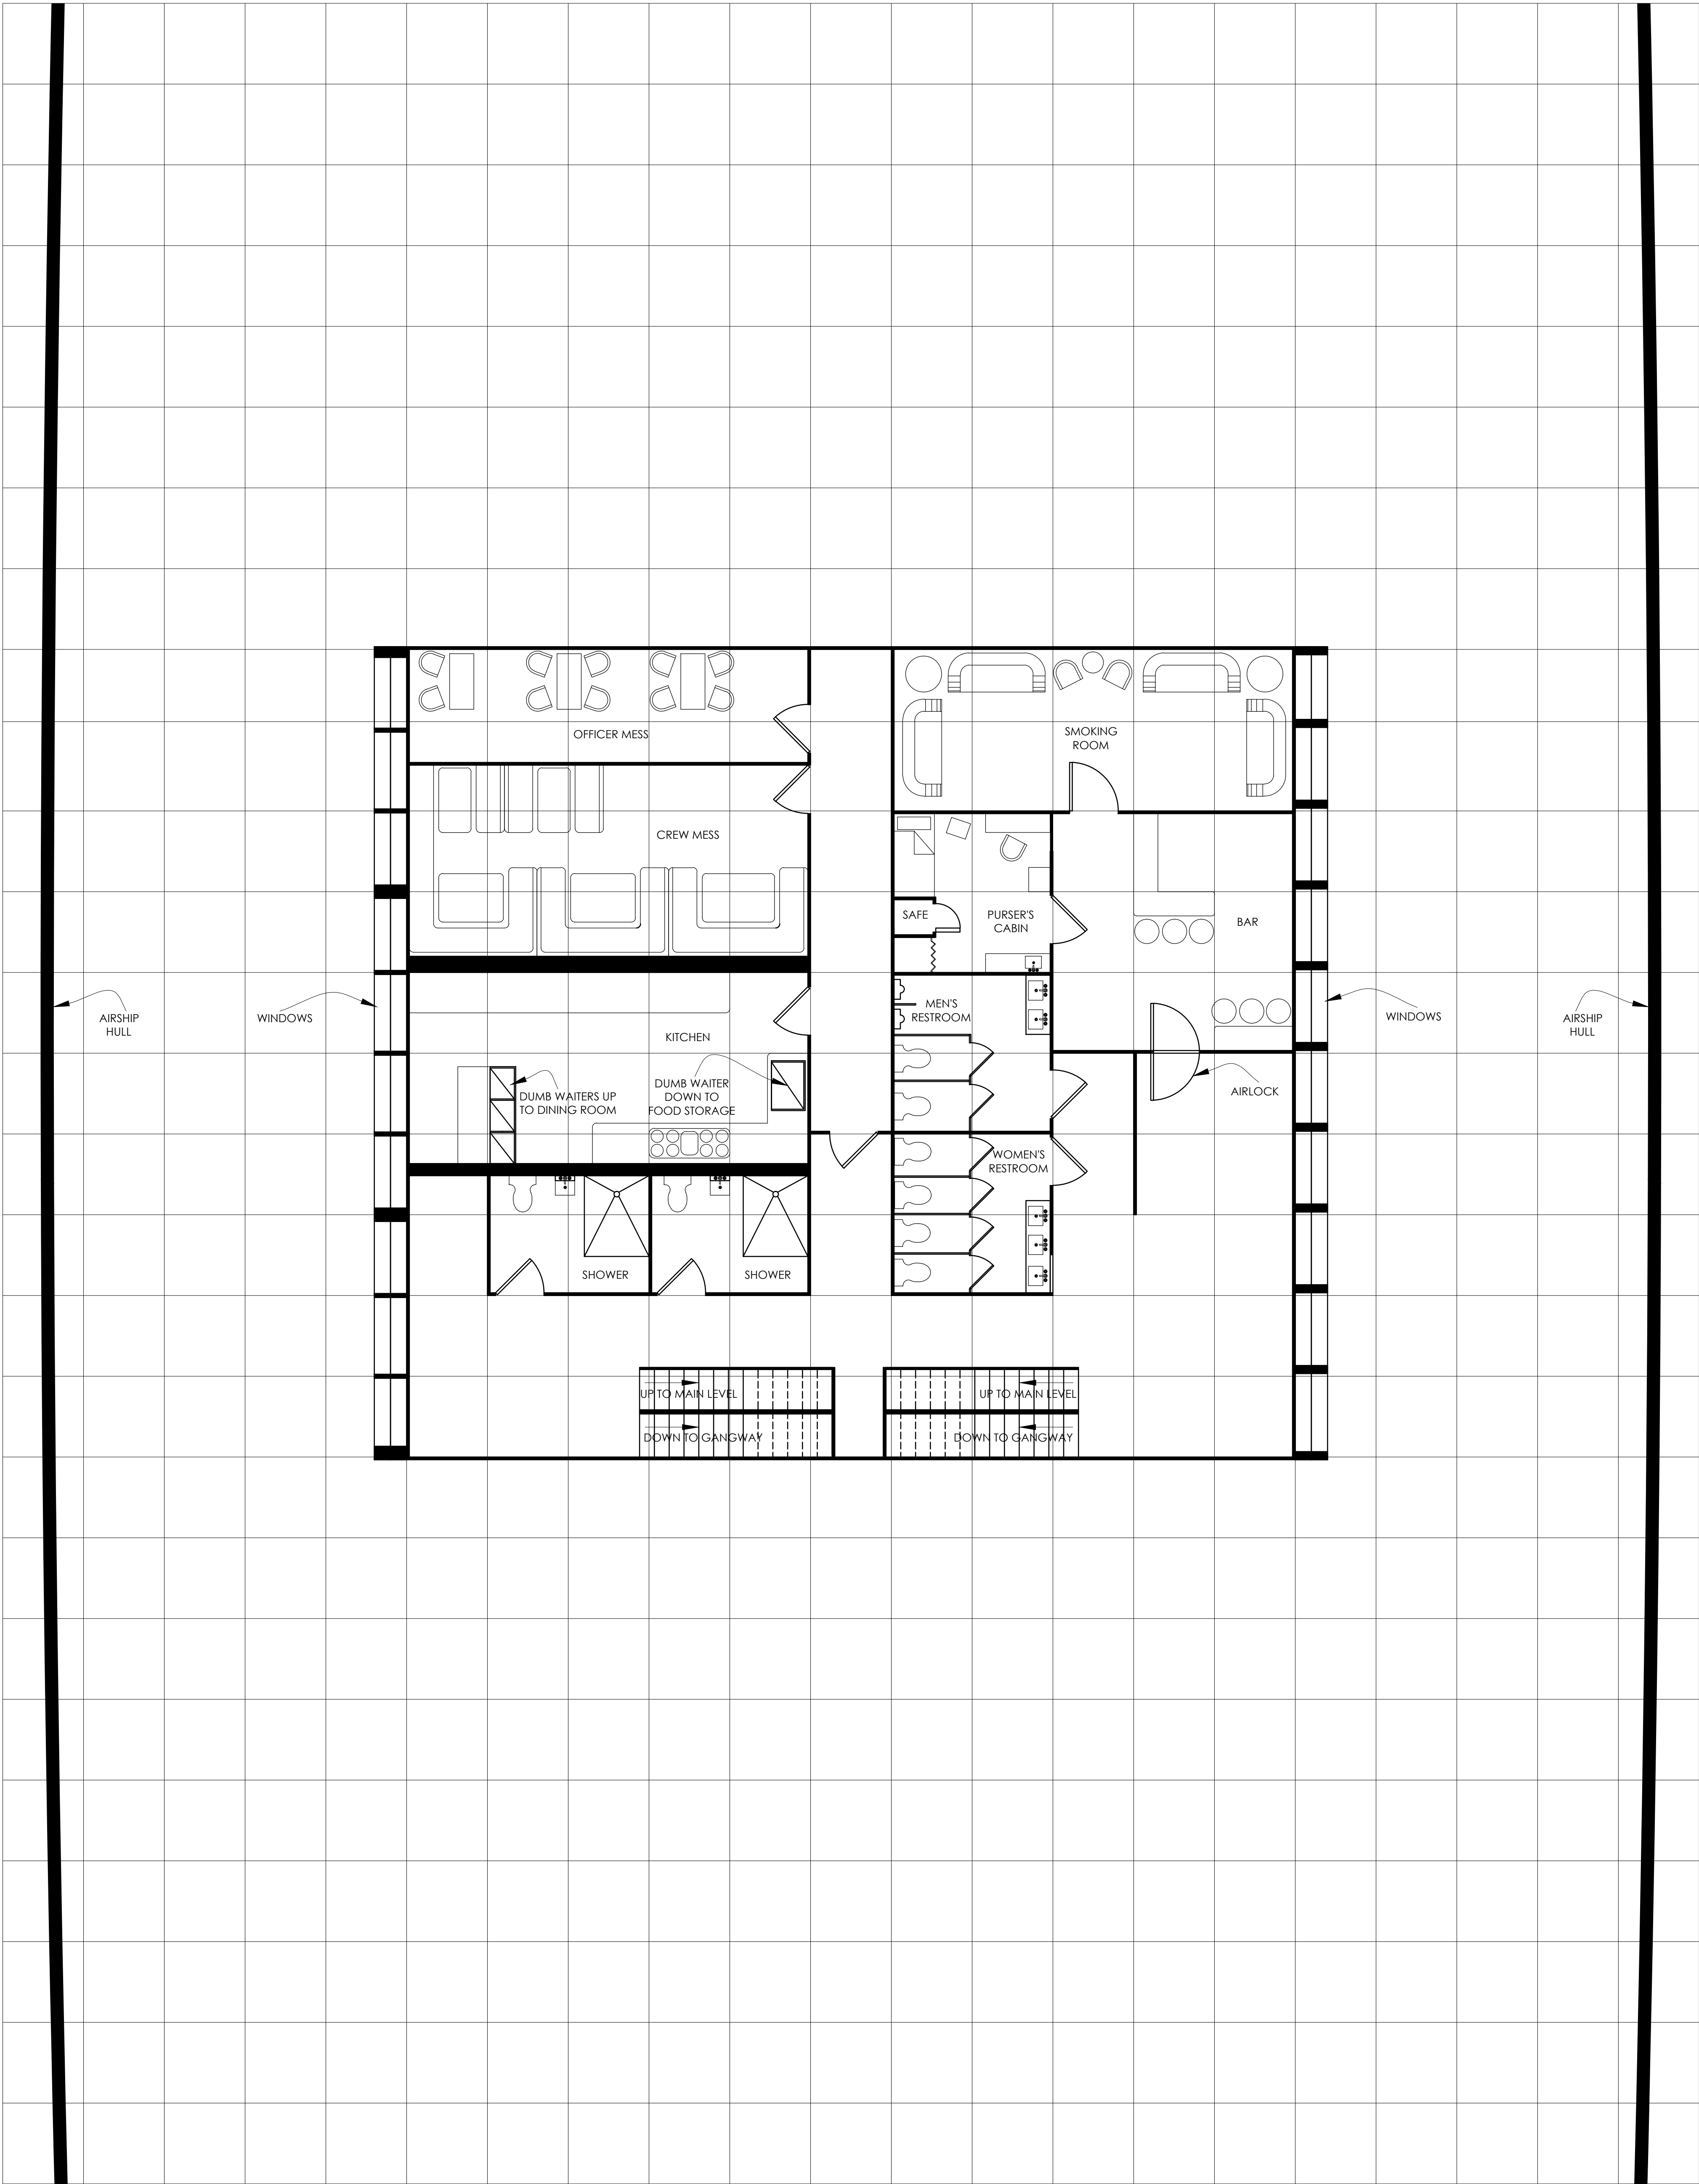 OFFICER MESS
SMOKING
ROOM
CREW MESS
SAFE
PURSER'S
CABIN
BAR
AIRSHIP
HULL
WINDOWS
MEN'S
RESTROOM
WINDOWS
AIRSHIP
HULL
KITCHEN
DUMB WAITERS UP
TO DINING ROOM
DUMB WAITER
DOWN TO
FOOD STORAGE
AIRLOCK
WOMEN'S
RESTROOM
SHOWER
SHOWER
UP TO MAIN LEVEL
UP TO MAIN LEVEL
DOWN TO GANGWAY
DOWN TO GANGWAY